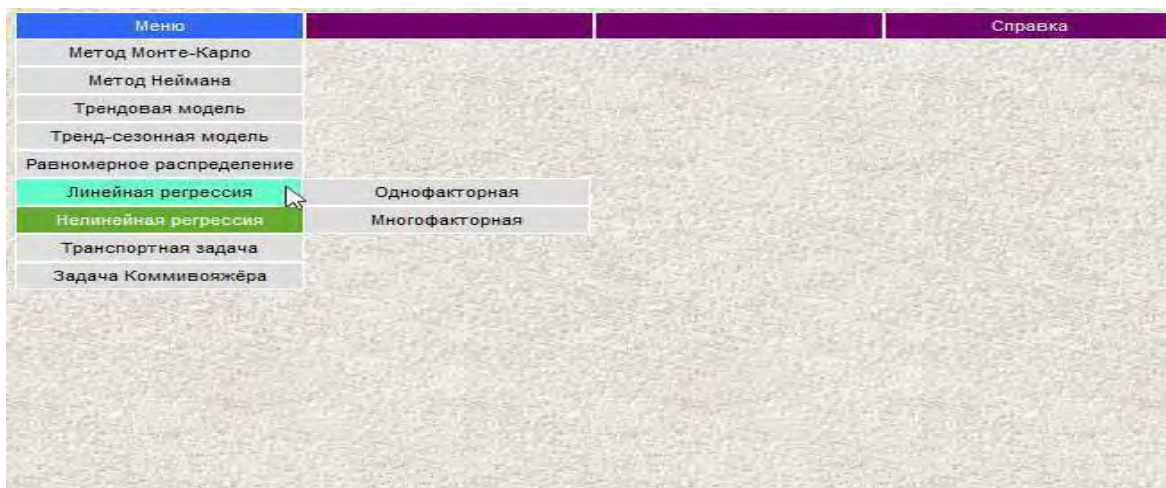 Меню Справка
Метод Монте-Карло
Метод Неймана
Трендовая модель
Тренд-сезонная модель
Равномерное распределение
Линейная регрессия Однофакторная
Нелинейная регрессия Многофакторная
Транспортная задача
Задача Коммивояжёра